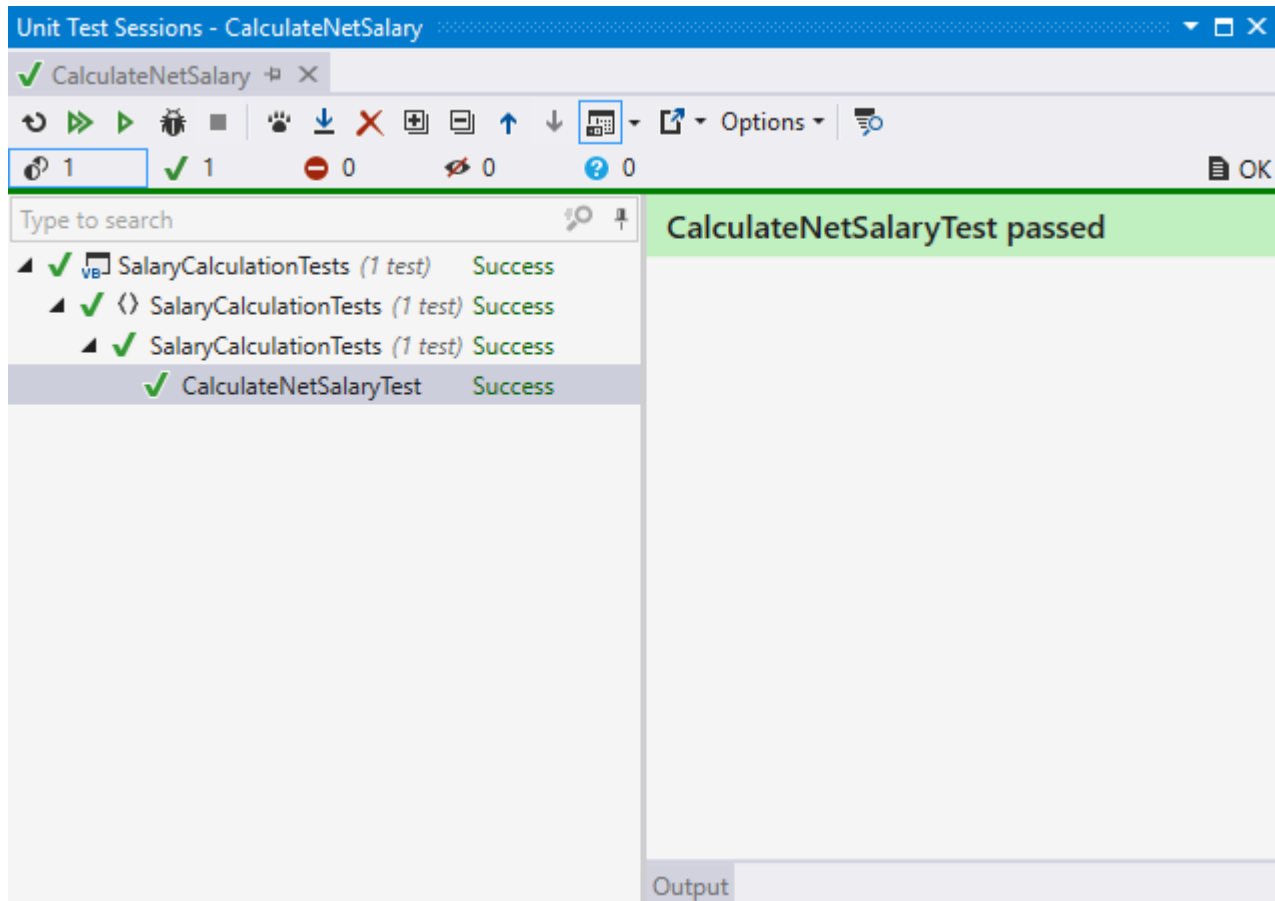 Unit Test Sessions - CalculateNetSalary
CalculateNetSalary
Options
1 1 0 0 0 OK
Type to search
CalculateNetSalaryTest passed
VB SalaryCalculationTests (1 test) Success
SalaryCalculationTests (1 test) Success
SalaryCalculationTests (1 test) Success
CalculateNetSalaryTest Success
Output